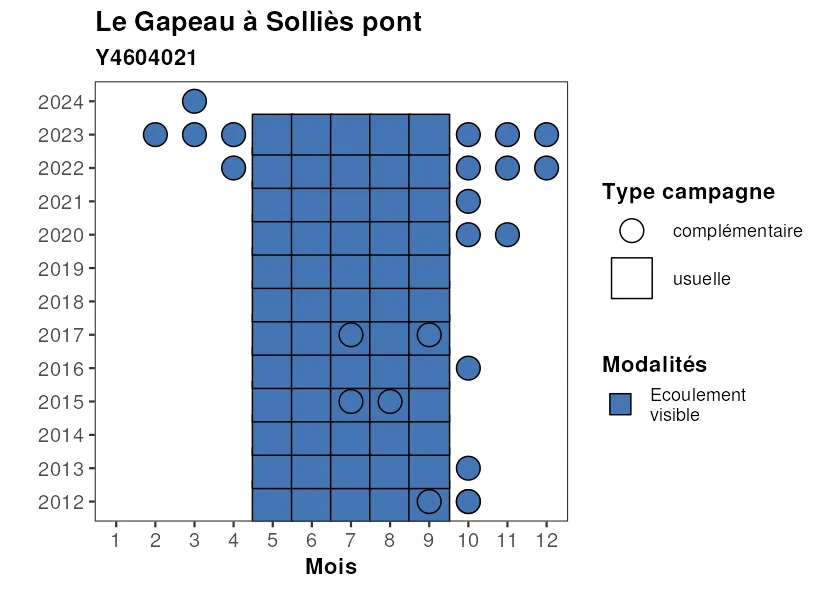 Le Gapeau à Solliès pont
Y4604021
2024
2023
2022
2021
2020
2019
2018
2017
2016
2015
2014
2013
2012
1 2 3 4 5 6 7 8 9 10 11 12
Mois
Type campagne
complémentaire
usuelle
Modalités
Ecoulement
visible